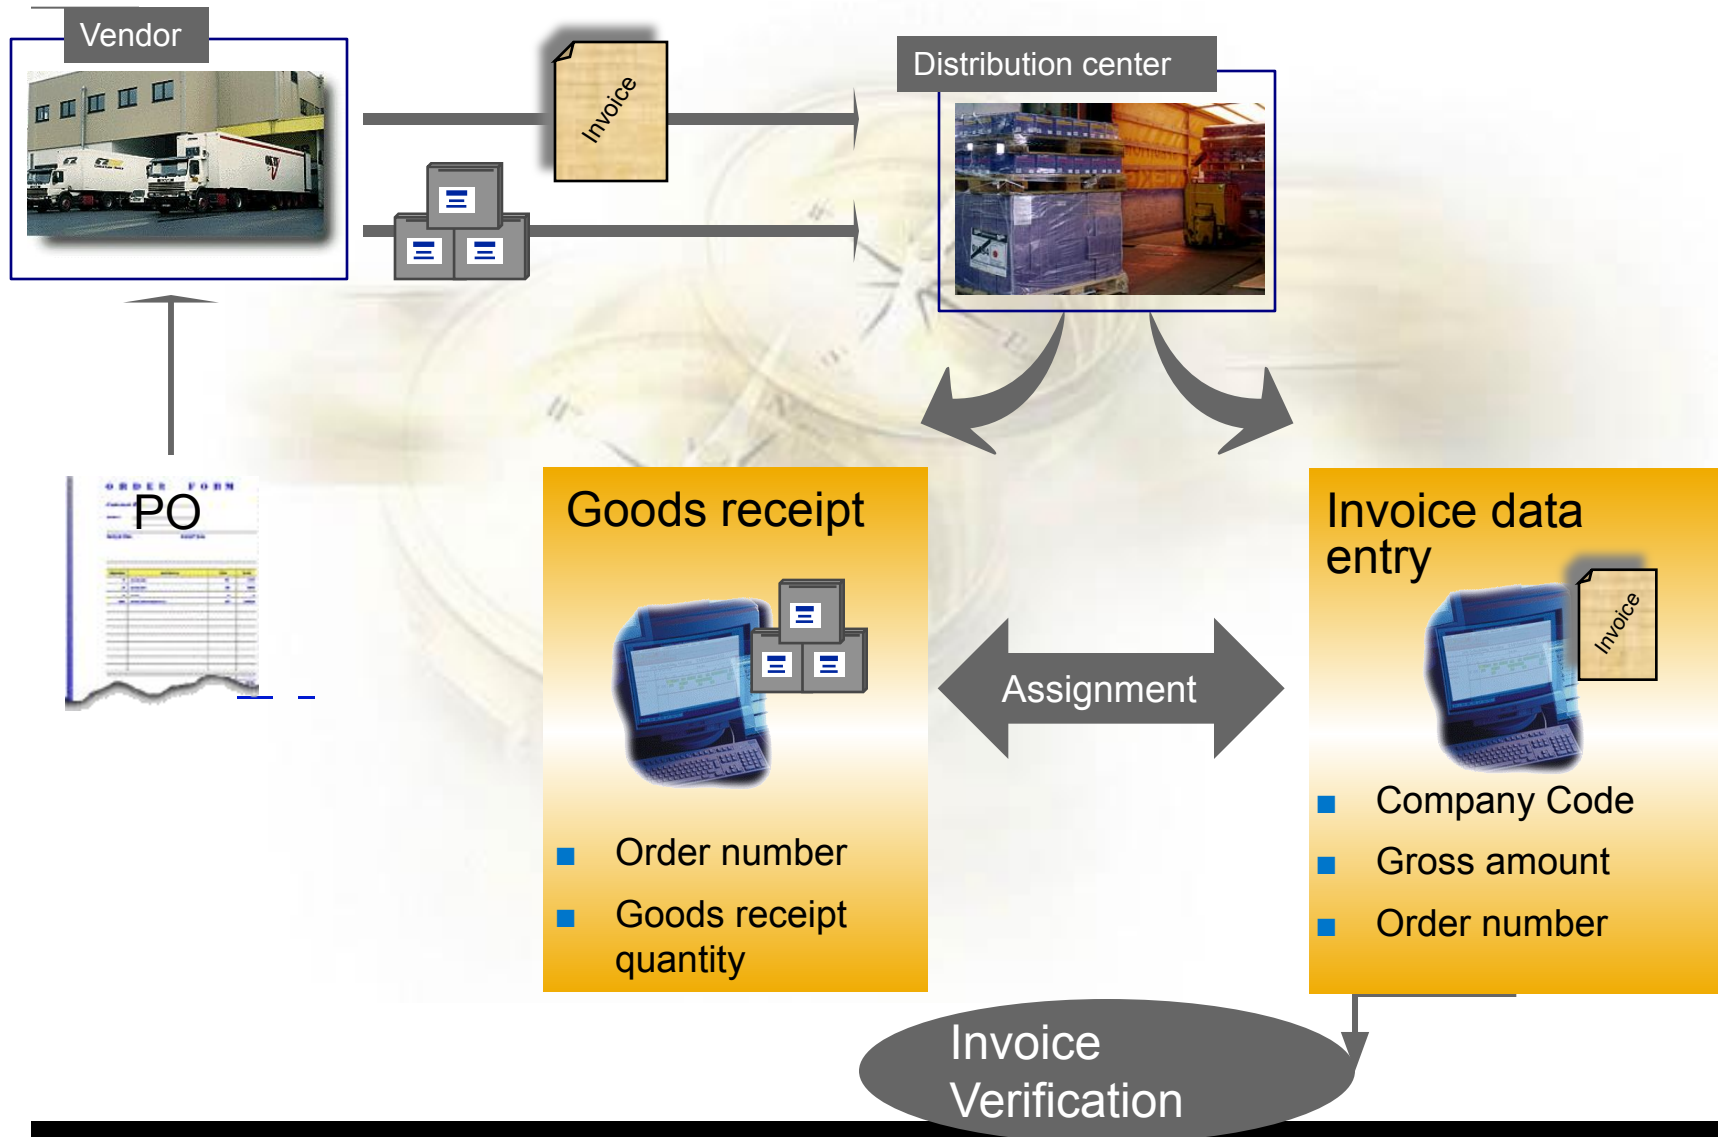 Vendor
Invoice
Distribution center
ORDER FORM
PO
Goods receipt
Invoice data
entry
Invoice
Assignment
Company Code
Order number
Gross amount
Goods receipt
quantity
Order number
Invoice
Verification